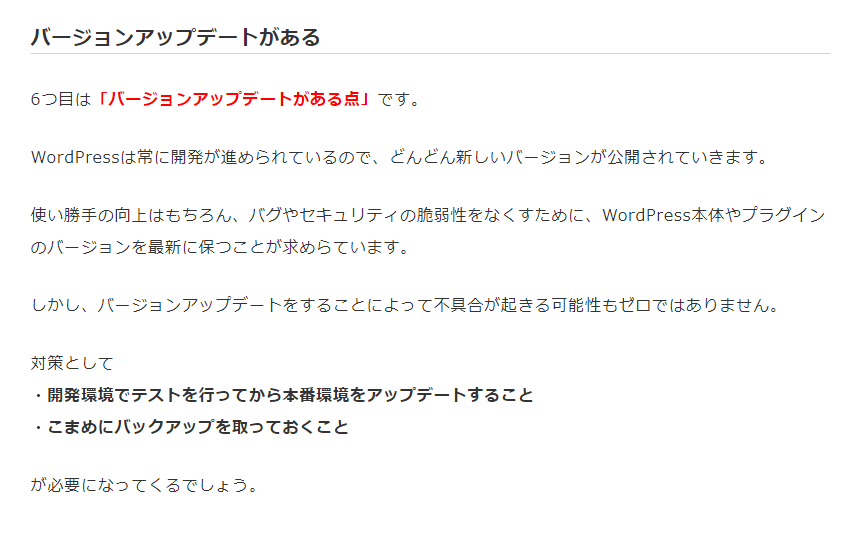 バージョンアップデートがある
6つ目は「バージョンアップデートがある点」です。
WordPressは常に開発が進められているので、どんどん新しいバージョンが公開されていきます。
使い勝手の向上はもちろん、バグやセキュリティの脆弱性をなくすために、WordPress本体やプラグイン
のバージョンを最新に保つことが求めらています。
しかし、バージョンアップデートをすることによって不具合が起きる可能性もゼロではありません。
対策として
・開発環境でテストを行ってから本番環境をアップデートすること
・こまめにバックアップを取っておくこと
が必要になってくるでしょう。